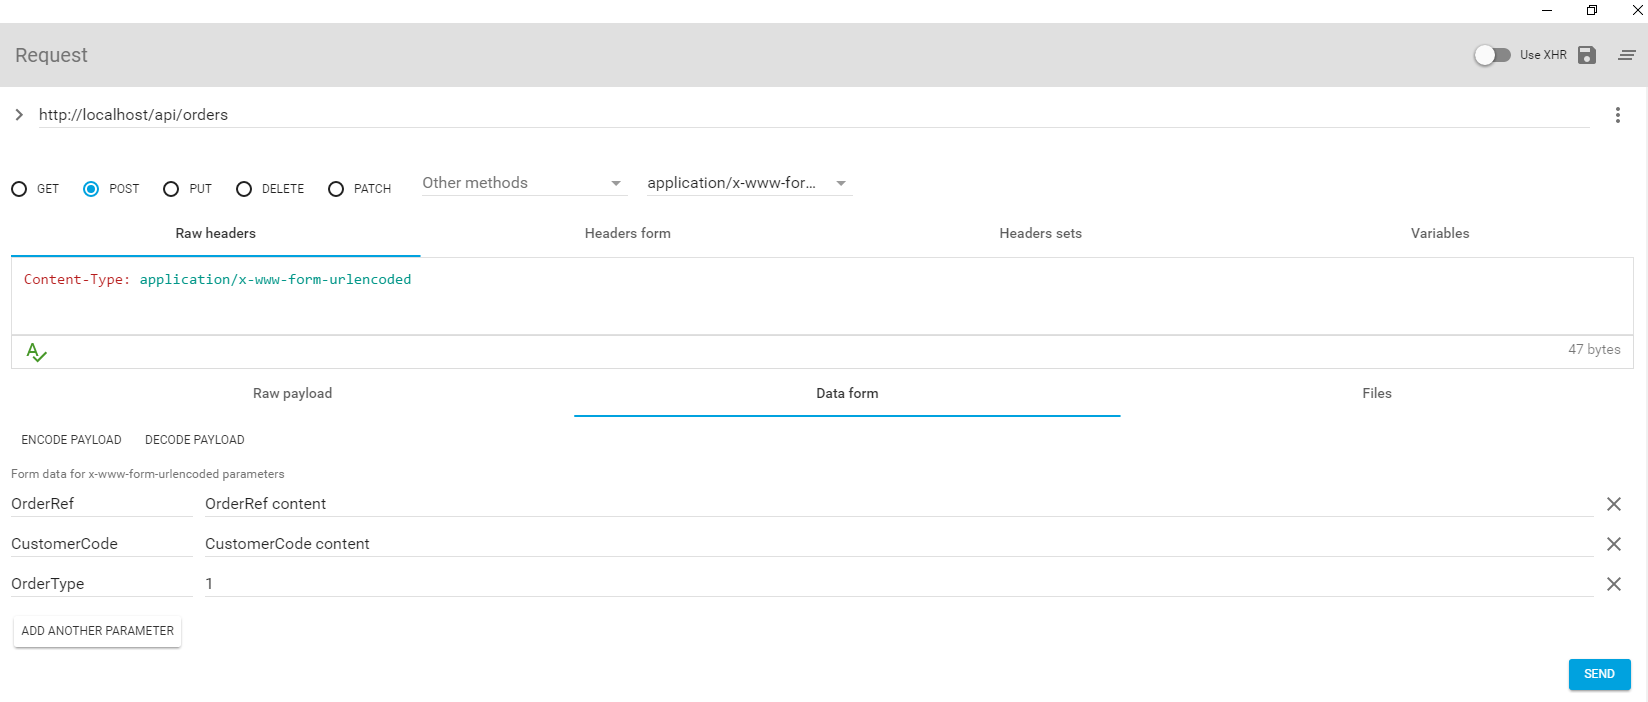 Request
Use XHR
http://localhost/api/orders
GET POST PUT DELETE PATCH Other methods application/x-www-for...
Raw headers Headers form Headers sets Variables
Content-Type: application/x-www-form-urlencoded
47 bytes
Raw payload Data form Files
ENCODE PAYLOAD DECODE PAYLOAD
Form data for x-www-form-urlencoded parameters
OrderRef OrderRef content
CustomerCode CustomerCode content
OrderType 1
ADD ANOTHER PARAMETER
SEND